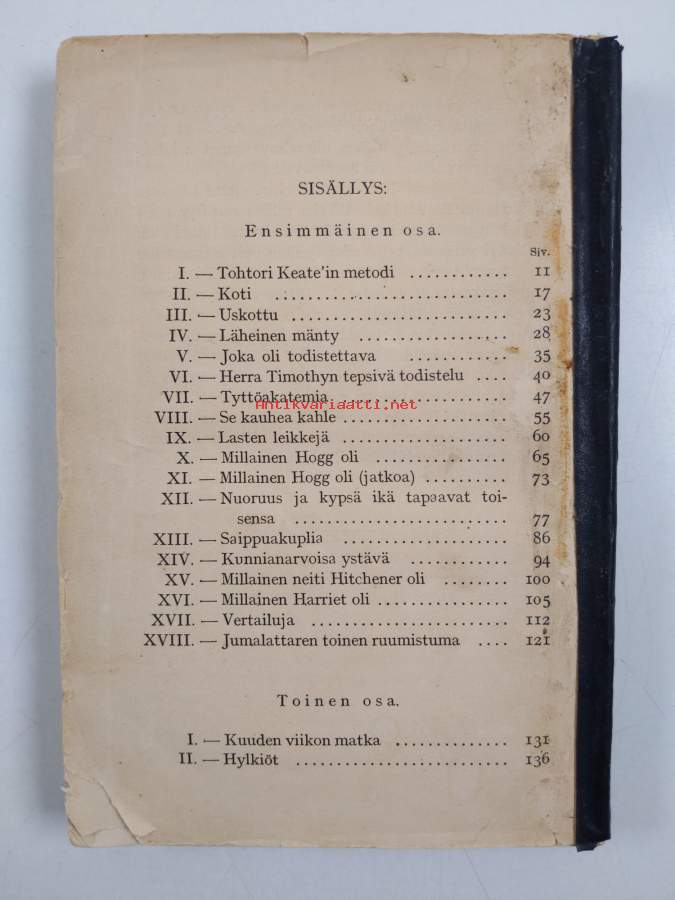 SISÄLLYS:
Ensimmäinen osa.
Siv.
I. — Tohtori Keate'in metodi ............ 11
II. — Koti ........................... 17
III. — Uskottu ......................... 23
IV. — Läheinen mänty .................. 28
V. — Joka oli todistettava ............ 35
VI. — Herra Timothyn tepsivä todistelu .... 40
VII. — Tyttöakatemia ................... 47
Antikvariaatti.net
VIII. — Se kauhea kahle .................... 55
IX. — Lasten leikkejä ..................... 60
X. — Millainen Hogg oli ................ 65
XI. — Millainen Hogg oli (jatkoa) .......... 73
XII. — Nuoruus ja kypsä ikä tapaavat toi-
sensa .......................... 77
XIII. — Saippuakuplia .................... 86
XIV. — Kunnianarvoisa ystävä ............ 94
XV. — Millainen neiti Hitchener oli ........ 100
XVI. — Millainen Harriet oli ................ 105
XVII. — Vertailuja ........................ 112
XVIII. — Jumalattaren toinen ruumistuma .... 121
Toinen osa.
I. — Kuuden viikon matka .............. 131
II. — Hylkiöt .......................... 136